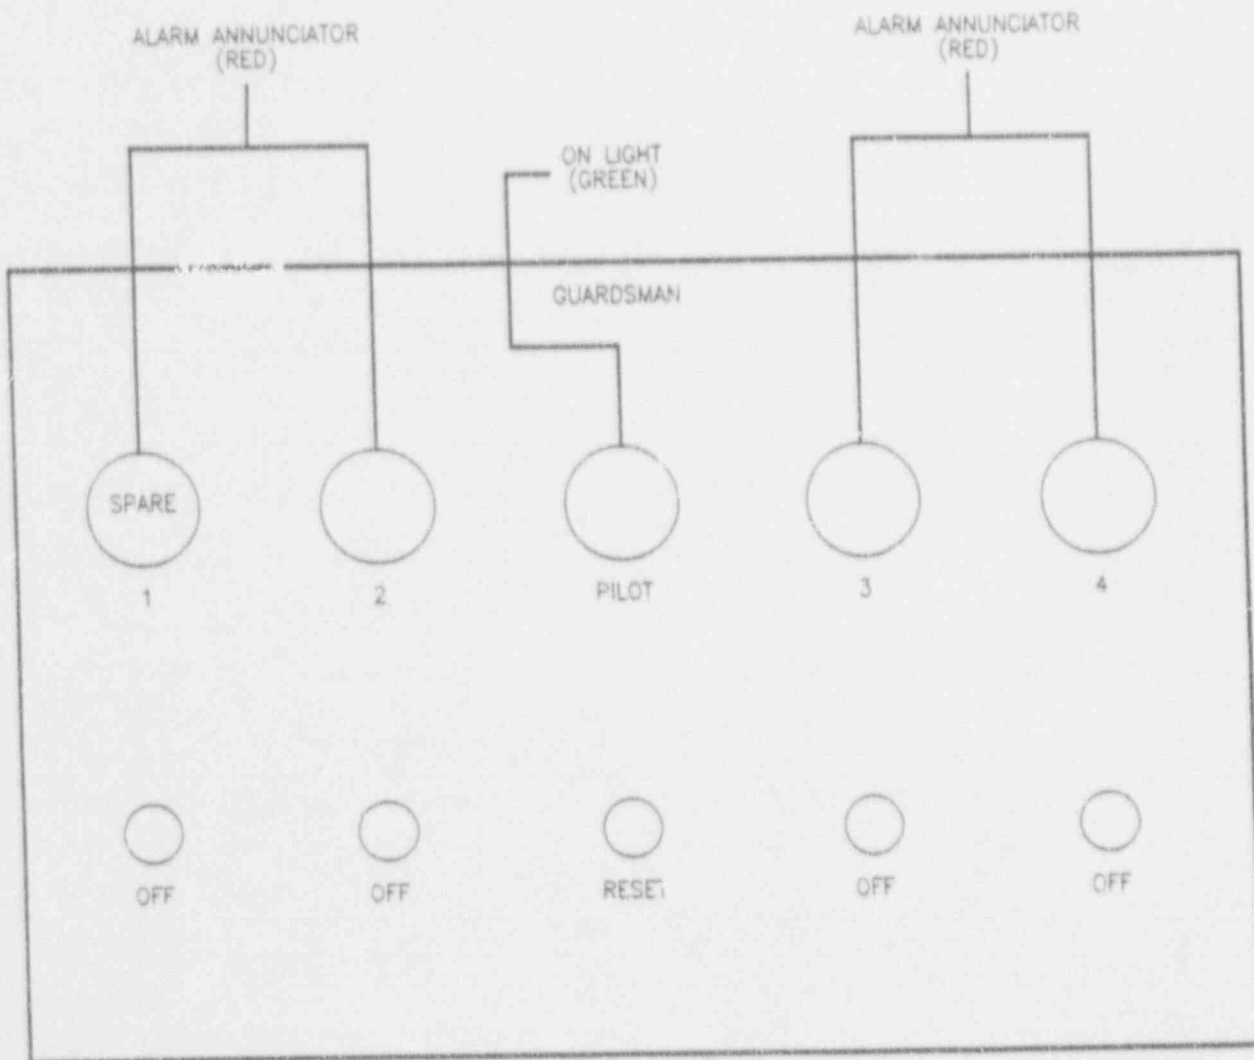 ALARM ANNUNCIATOR
(RED)
ALARM ANNUNCIATOR
(RED)
ON LIGHT
(GREEN)
GUARDSMAN
SPARE
1
2
PILOT
3
4
OFF
OFF
RESET
OFF
OFF